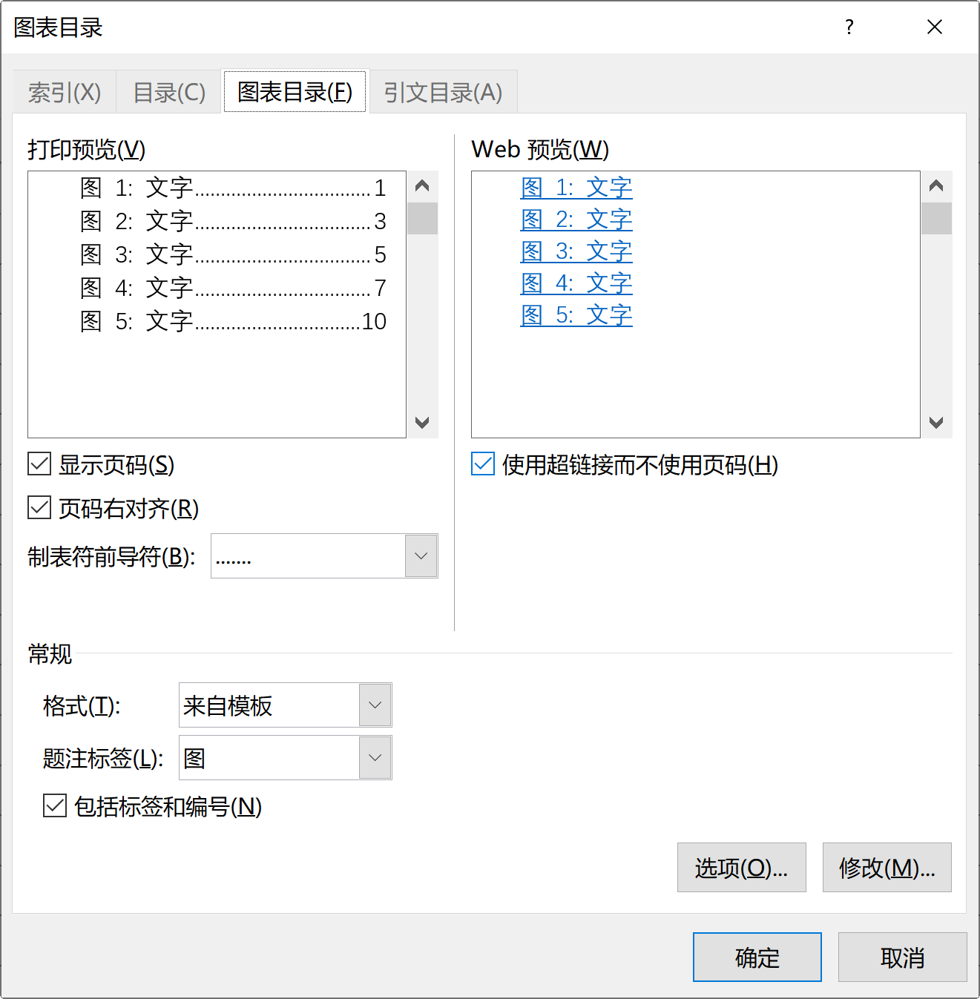 图表目录
?
索引(X) 目录(C) 图表目录(F) 引文目录(A)
打印预览(V)
图 1: 文字..................................1
图 2: 文字..................................3
图 3: 文字..................................5
图 4: 文字..................................7
图 5: 文字................................10
Web 预览(W)
图 1: 文字
图 2: 文字
图 3: 文字
图 4: 文字
图 5: 文字
显示页码(S)
页码右对齐(R)
制表符前导符(B): .......
使用超链接而不使用页码(H)
常规
格式(T): 来自模板
题注标签(L): 图
包括标签和编号(N)
选项(O)... 修改(M)...
确定 取消